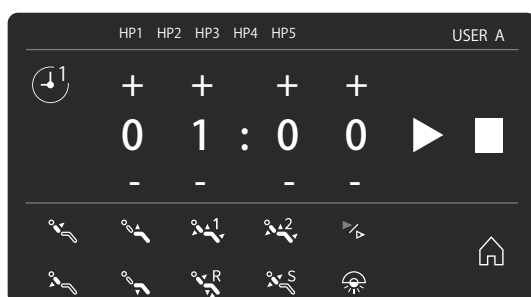 HP1 HP2 HP3 HP4 HP5 USER A
1
+ + + +
0 1 : 0 0
- - - -
1 2
R S